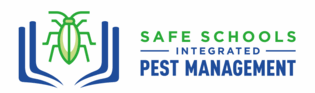 SAFE SCHOOLS
INTEGRATED
PEST MANAGEMENT